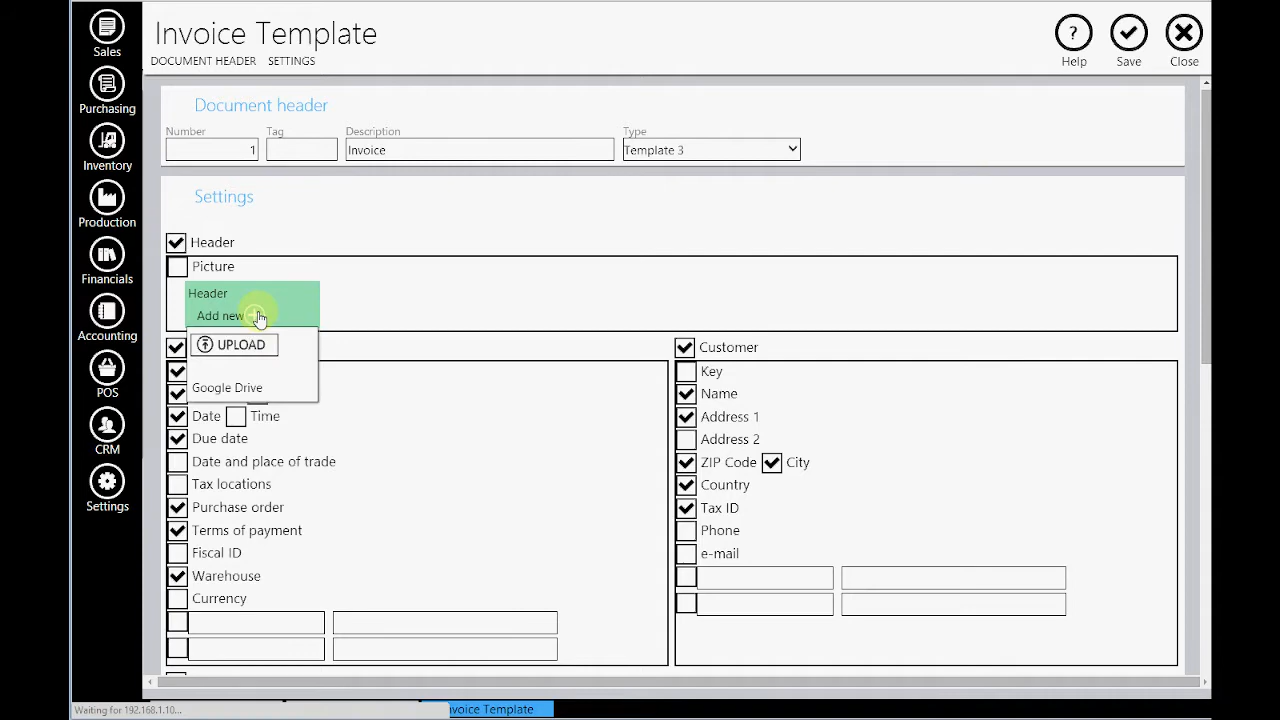 Invoice Template
DOCUMENT HEADER SETTINGS
? Help
Save
Close
Sales
Purchasing
Inventory
Production
Financials
Accounting
POS
CRM
Settings
Document header
Number Tag Description Type
1 Invoice Template 3
Settings
Header
Picture
Header
Add new
UPLOAD
Google Drive
Date Time
Due date
Date and place of trade
Tax locations
Purchase order
Terms of payment
Fiscal ID
Warehouse
Currency
Customer
Key
Name
Address 1
Address 2
ZIP Code City
Country
Tax ID
Phone
e-mail
Waiting for 192.168.1.10...
nvoice Template